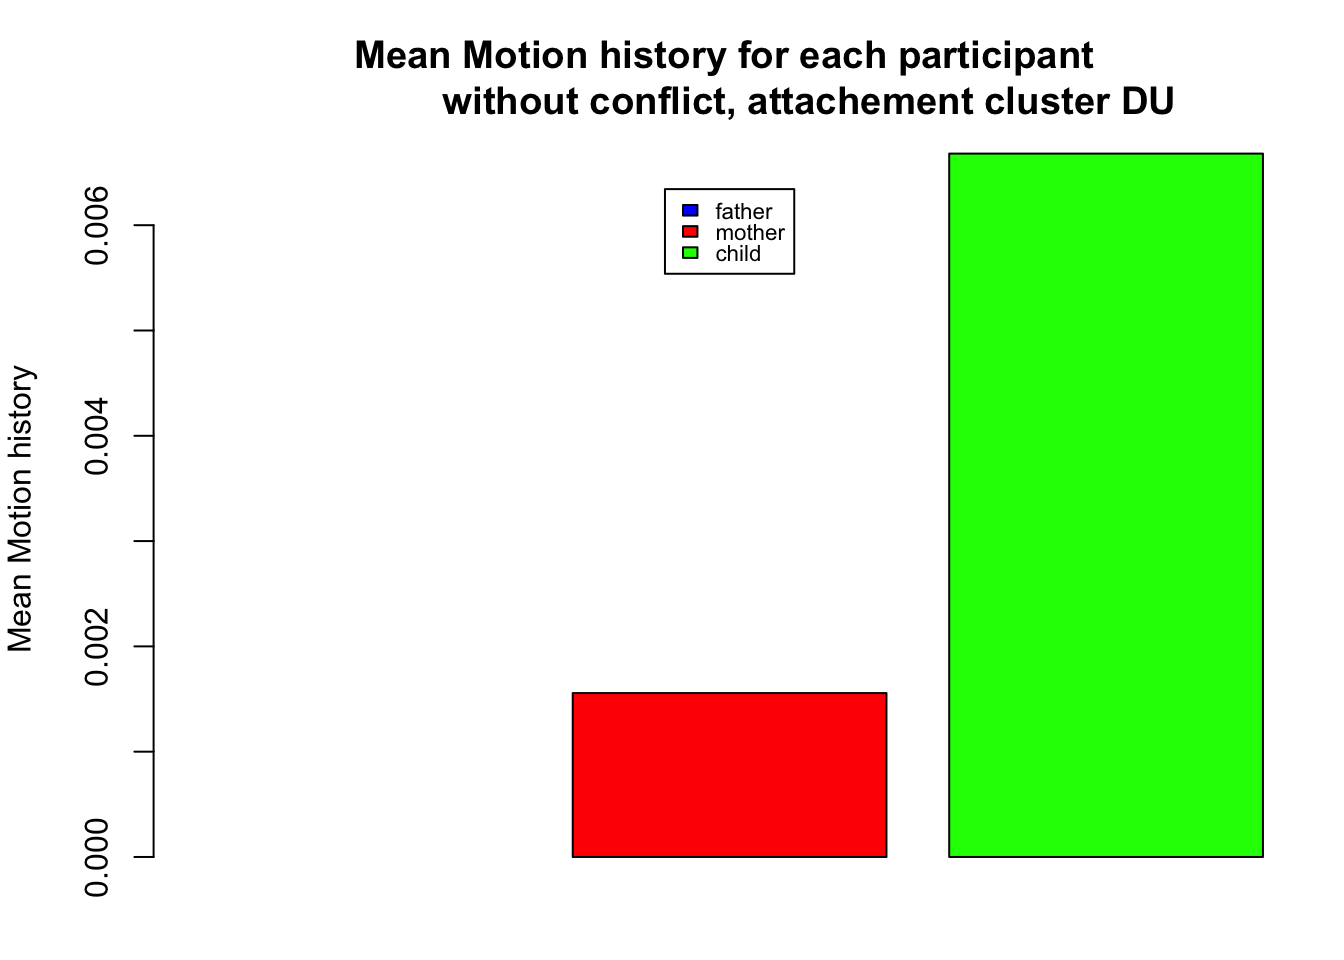 Mean Motion history for each participant
without conflict, attachement cluster DU
father
mother
child
Mean Motion history
0.006
0.004
0.002
0.000